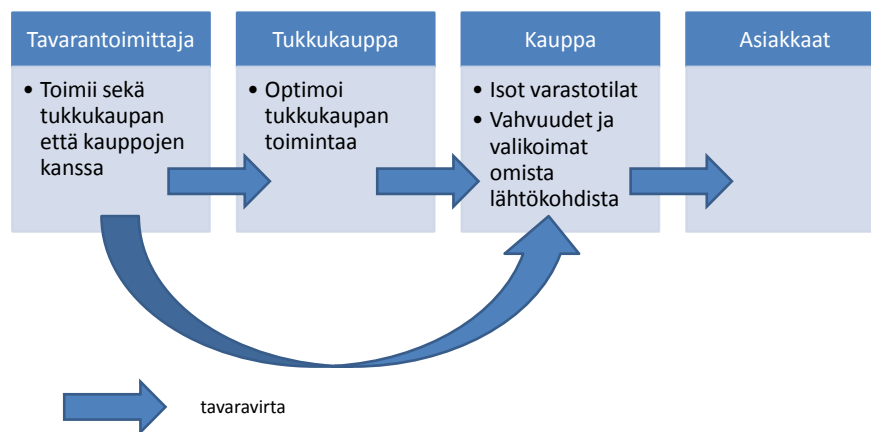 Tavarantoimittaja
• Toimii sekä
tukkukaupan
että kauppojen
kanssa
Tukkukauppa
• Optimoi
tukkukaupan
toimintaa
Kauppa
• Isot varastotilat
• Vahvuudet ja
valikoimat
omista
lähtökohdista
Asiakkaat
tavaravirta